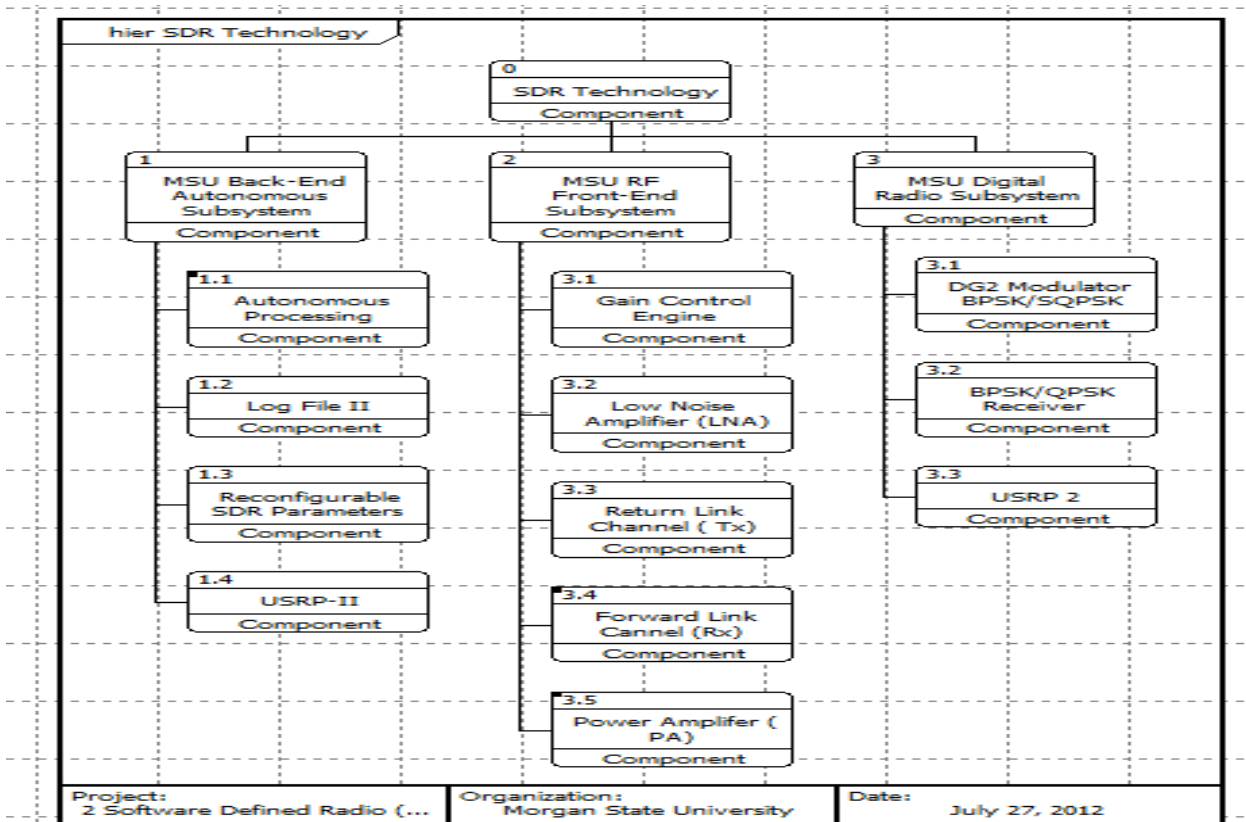 hier SDR Technology
0
SDR Technology
Component
1
MSU Back-End
Autonomous
Subsystem
Component
1.1
Autonomous
Processing
Component
1.2
Log File II
Component
1.3
Reconfigurable
SDR Parameters
Component
1.4
USRP-II
Component
2
MSU RF
Front-End
Subsystem
Component
3.1
Gain Control
Engine
Component
3.2
Low Noise
Amplifier (LNA)
Component
3.3
Return Link
Channel ( Tx)
Component
3.4
Forward Link
Cannel (Rx)
Component
3.5
Power Amplifer (
PA)
Component
3
MSU Digital
Radio Subsystem
Component
3.1
DG2 Modulator
BPSK/SQPSK
Component
3.2
BPSK/QPSK
Receiver
Component
3.3
USRP 2
Component
Project:
2 Software Defined Radio (...
Organization:
Morgan State University
Date:
July 27, 2012